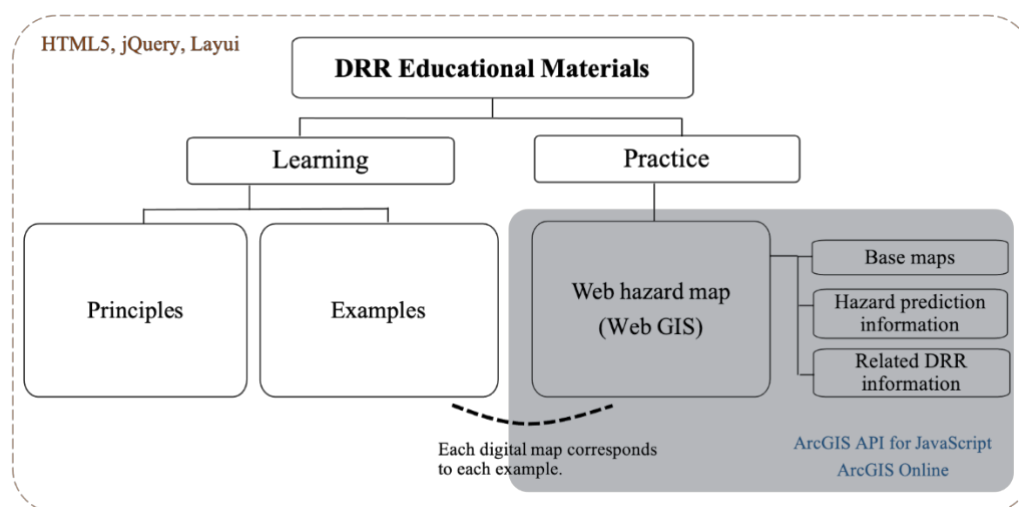 HTML5, jQuery, Layui
DRR Educational Materials
Learning
Practice
Principles
Examples
Web hazard map
(Web GIS)
Base maps
Hazard prediction
information
Related DRR
information
Each digital map corresponds
to each example.
ArcGIS API for JavaScript
ArcGIS Online